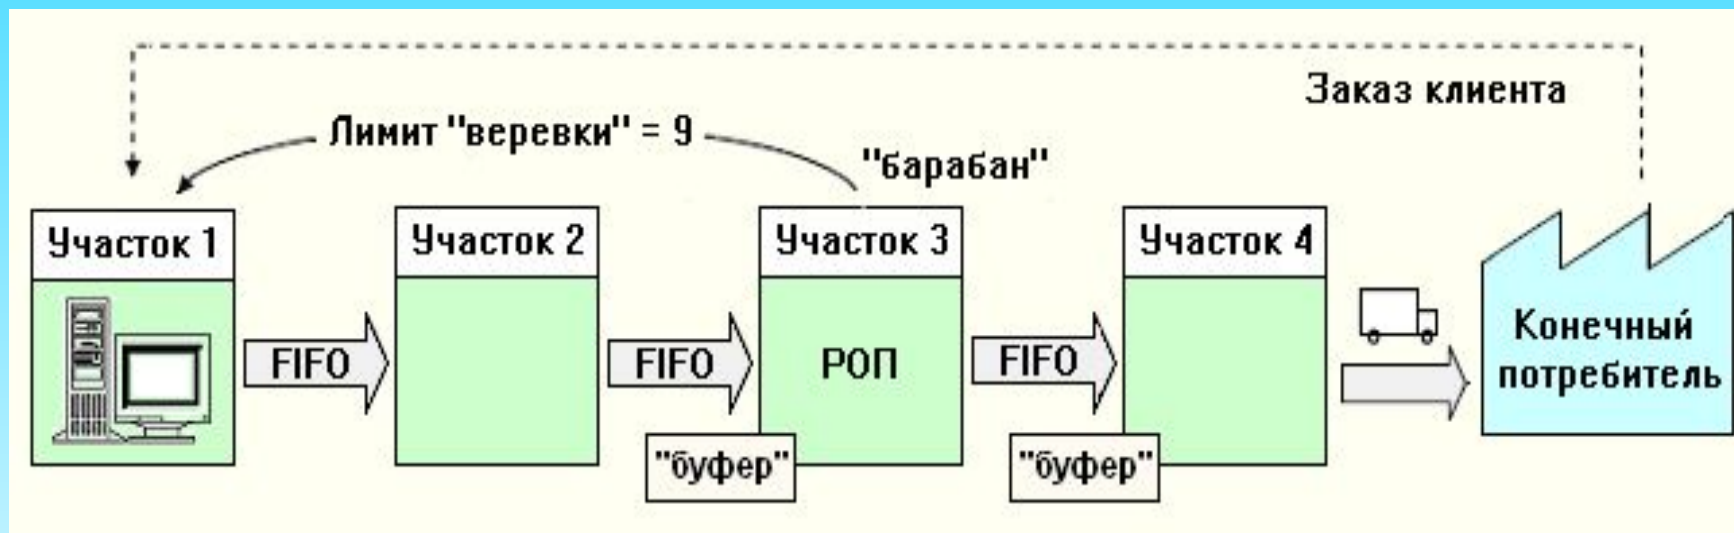 Заказ клиента
Лимит "веревки" = 9
"барабан"
Участок 1
Участок 2
Участок 3
Участок 4
FIFO
FIFO
РОП
FIFO
Конечный
потребитель
"буфер"
"буфер"